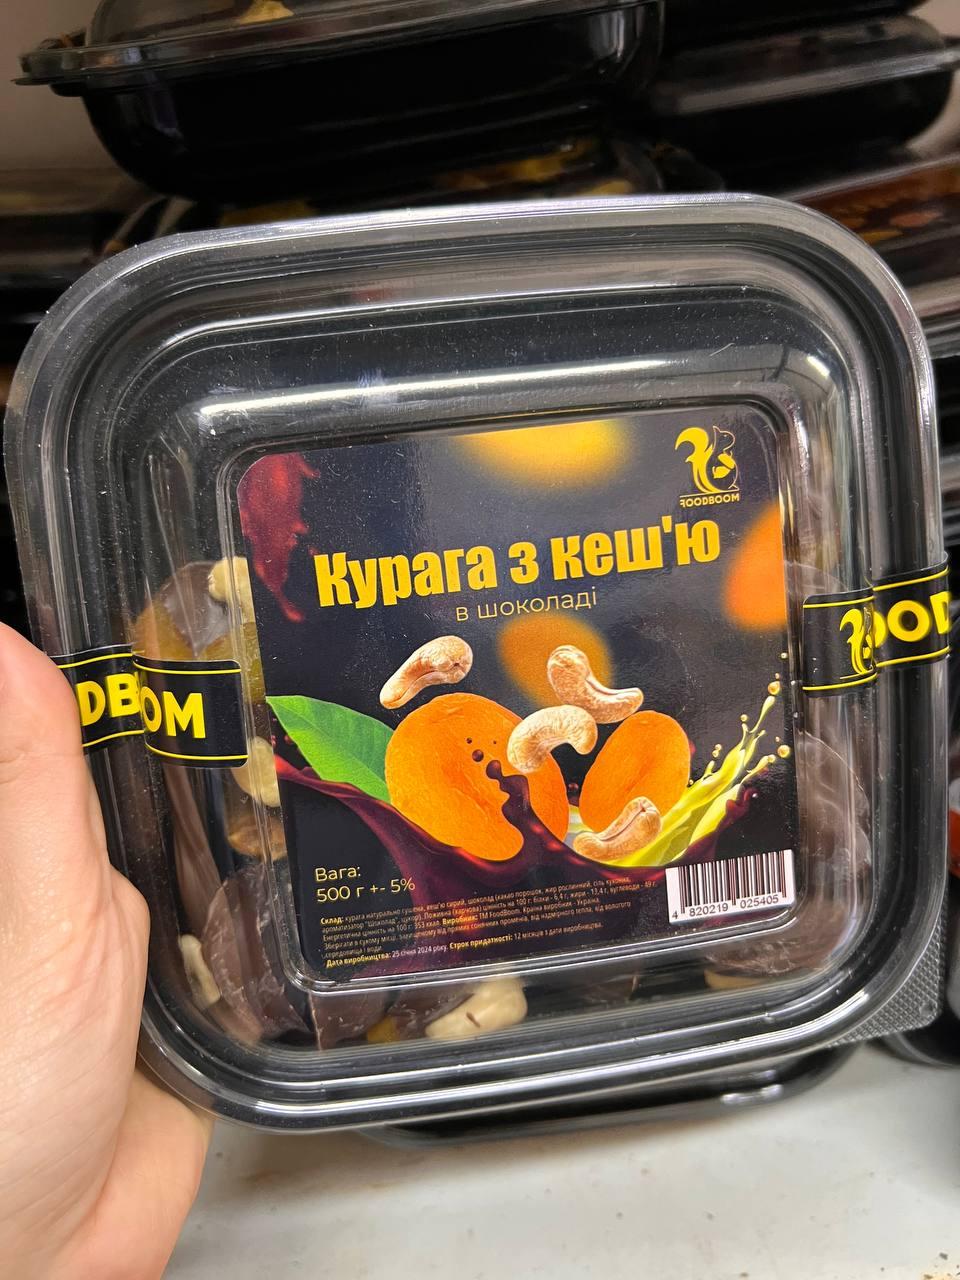 FOODBOOM
Курага з кеш'ю
в шоколаді
OOD
DB
OM
Вага:
500 г +- 5%
Склад: курага натурально сушена, кеш'ю сирий, шоколад (какао порошок, жир рослинний, сіль кухонна,
ароматизатор "Шоколад", цукор). Поживна (харчова) цінність на 100 г: білки - 6,4 г, жири - 13,4 г, вуглеводи - 49 г.
Енергетична цінність на 100 г: 353 ккал. Виробник: ТМ FoodBoom. Країна виробник - Україна.
Зберігати в сухому місці, захищеному від прямих сонячних променів, від надмірного тепла, від вологого
середовища і води.
Дата виробництва: 25 січня 2024 року. Строк придатності: 12 місяців з дати виробництва.
4 820219 025405